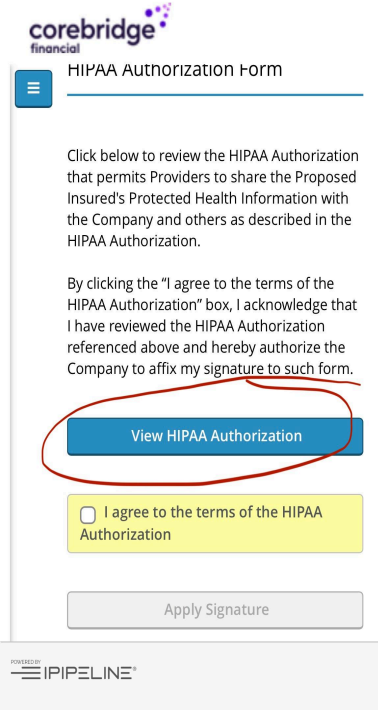 corebridge
financial
HIPAA Authorization Form
Click below to review the HIPAA Authorization
that permits Providers to share the Proposed
Insured's Protected Health Information with
the Company and others as described in the
HIPAA Authorization.
By clicking the “I agree to the terms of the
HIPAA Authorization” box, I acknowledge that
I have reviewed the HIPAA Authorization
referenced above and hereby authorize the
Company to affix my signature to such form.
View HIPAA Authorization
I agree to the terms of the HIPAA
Authorization
Apply Signature
POWERED BY
IPIPELINE